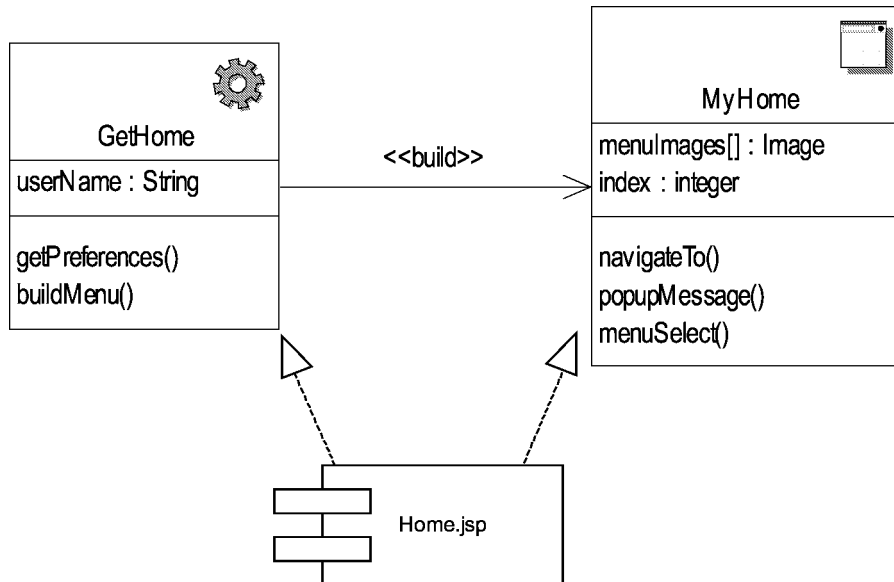 GetHome
userName : String
getPreferences()
buildMenu()
<<build>>
MyHome
menuImages[] : Image
index : integer
navigateTo()
popupMessage()
menuSelect()
Home.jsp